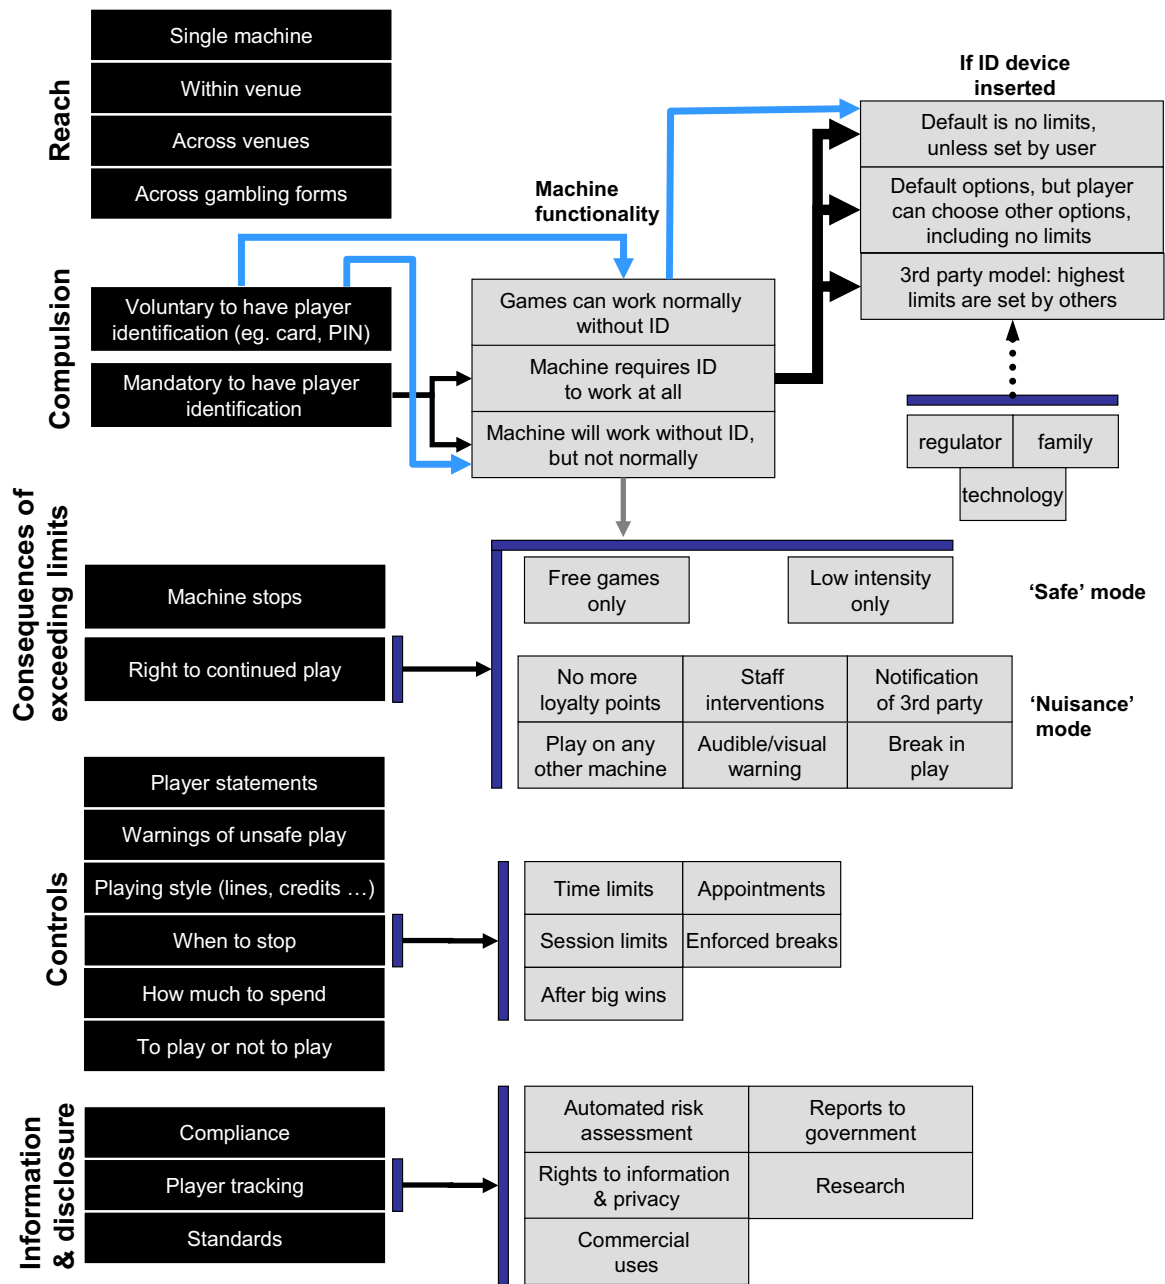 Reach
Single machine
Within venue
Across venues
Across gambling forms
Compulsion
Voluntary to have player
identification (eg. card, PIN)
Mandatory to have player
identification
Machine
functionality
Games can work normally
without ID
Machine requires ID
to work at all
Machine will work without ID,
but not normally
If ID device
inserted
Default is no limits,
unless set by user
Default options, but player
can choose other options,
including no limits
3rd party model: highest
limits are set by others
regulator
family
technology
Consequences of
exceeding limits
Machine stops
Right to continued play
Free games
only
Low intensity
only
‘Safe’ mode
No more
loyalty points
Staff
interventions
Notification
of 3rd party
Play on any
other machine
Audible/visual
warning
Break in
play
‘Nuisance’
mode
Controls
Player statements
Warnings of unsafe play
Playing style (lines, credits …)
When to stop
How much to spend
To play or not to play
Time limits
Appointments
Session limits
Enforced breaks
After big wins
Information
& disclosure
Compliance
Player tracking
Standards
Automated risk
assessment
Reports to
government
Rights to information
& privacy
Research
Commercial
uses